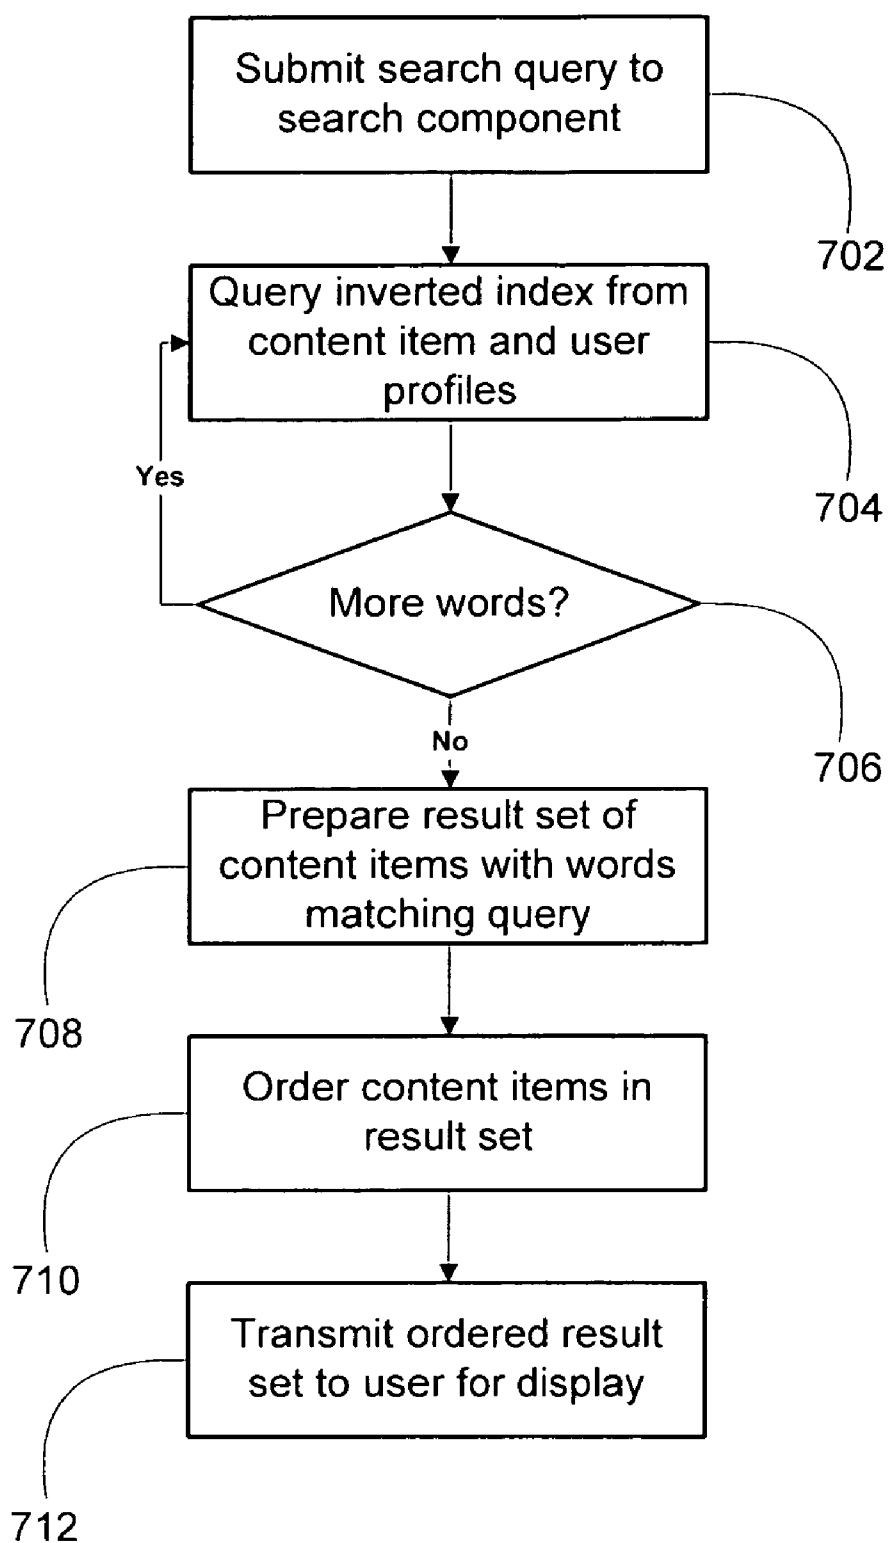 Submit search query to
search component
702
Query inverted index from
content item and user
profiles
704
Yes
More words?
706
No
Prepare result set of
content items with words
matching query
708
Order content items in
result set
710
Transmit ordered result
set to user for display
712